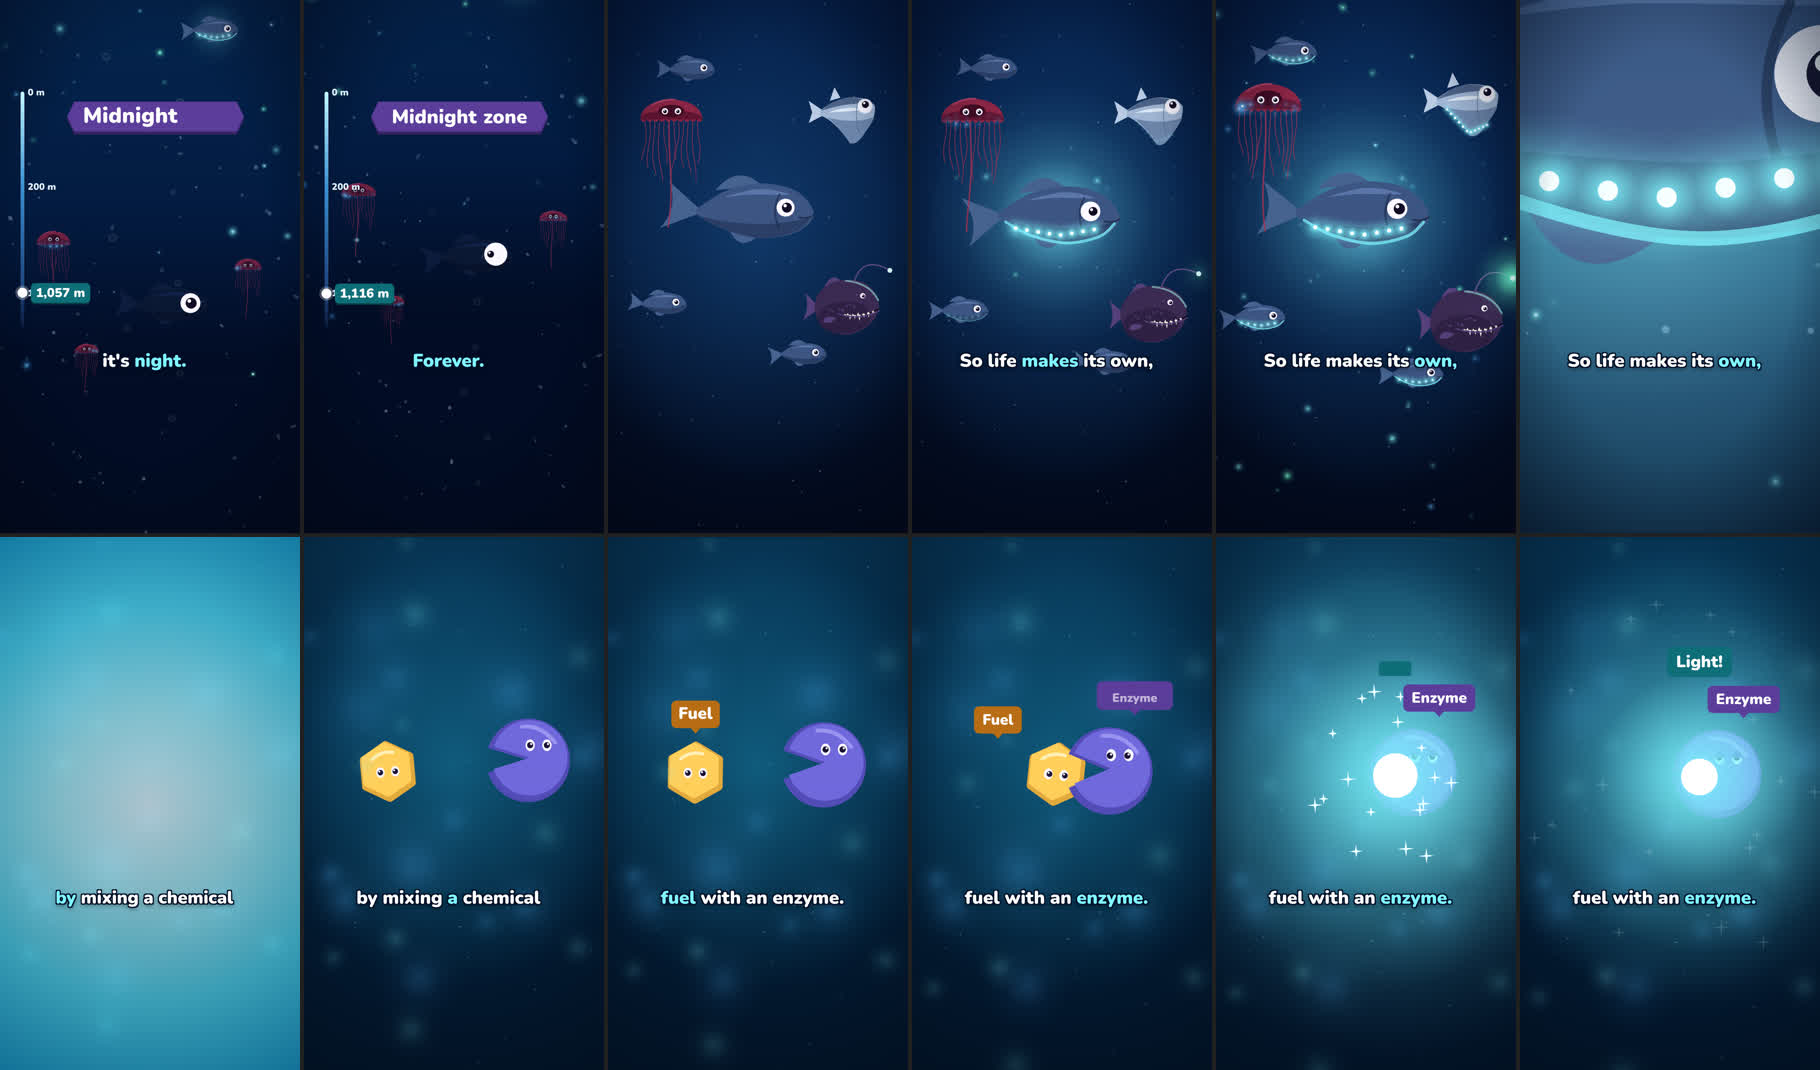 0 m
Midnight
200 m
1,057 m
it's night.
0 m
Midnight zone
200 m
1,116 m
Forever.
So life makes its own,
So life makes its own,
So life makes its own,
by mixing a chemical
by mixing a chemical
Fuel
fuel with an enzyme.
Enzyme
Fuel
fuel with an enzyme.
Enzyme
fuel with an enzyme.
Light!
Enzyme
fuel with an enzyme.